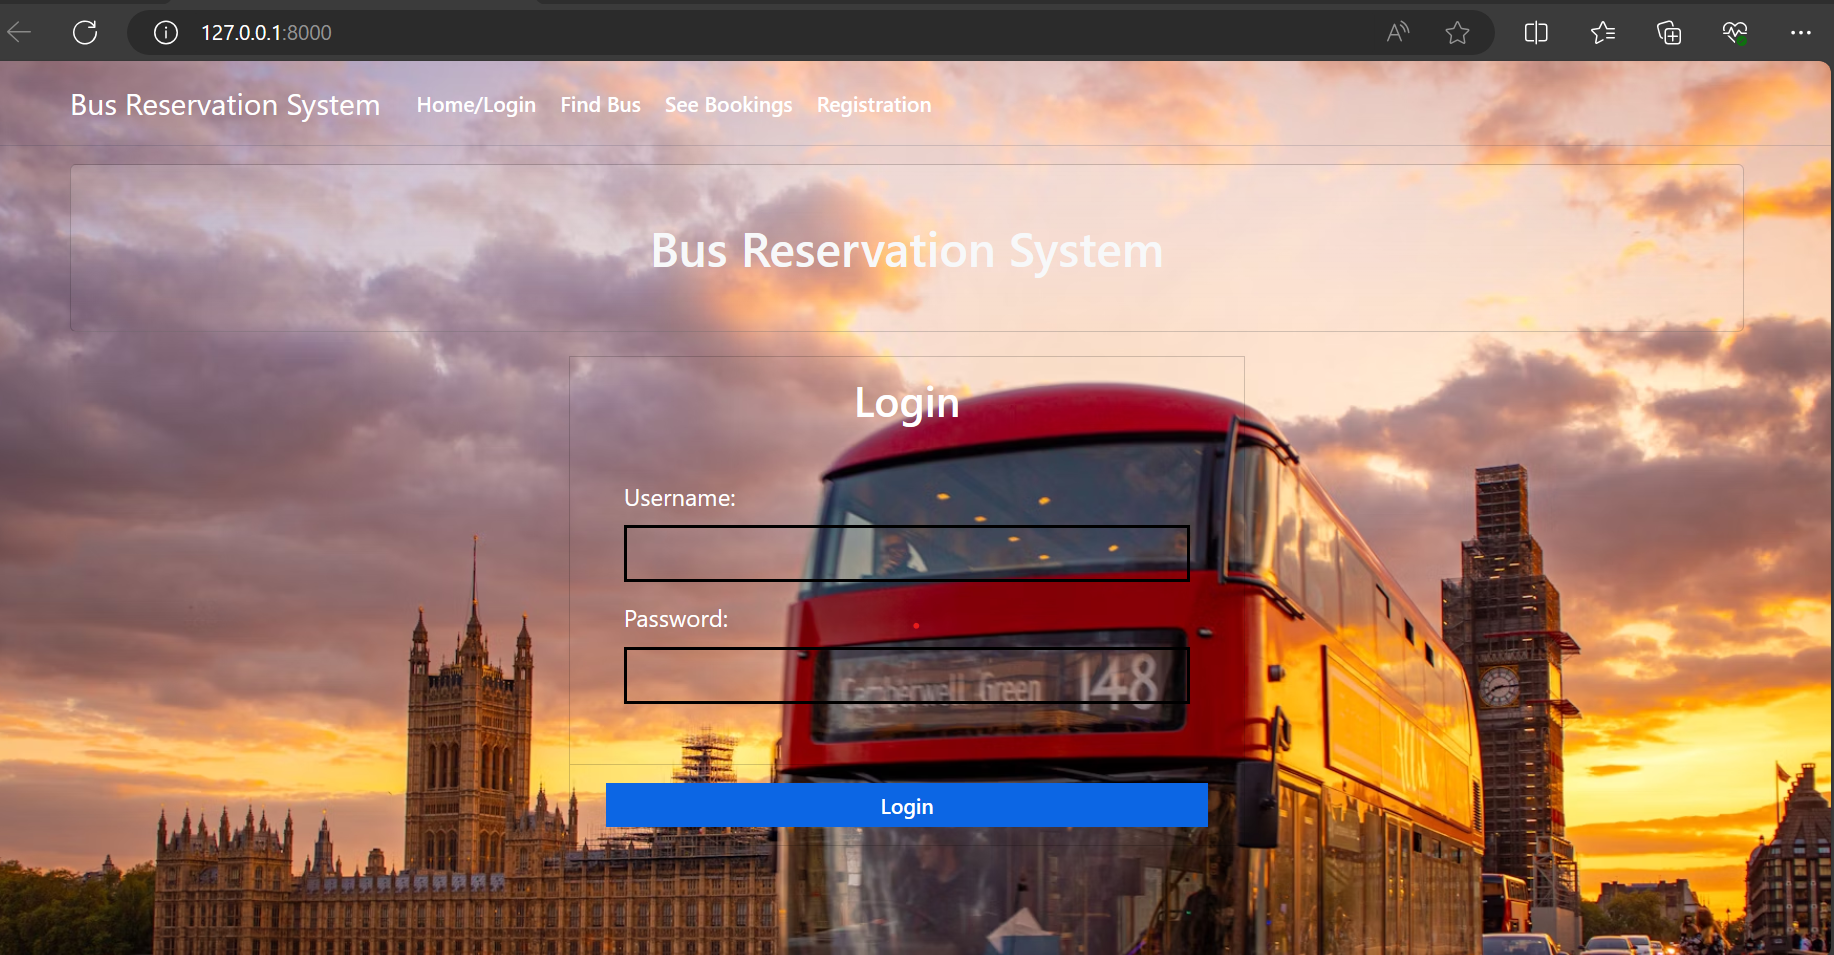 127.0.0.1:8000
Bus Reservation System Home/Login Find Bus See Bookings Registration
Bus Reservation System
Login
Username:
Password:
Camberwell Green 148
Login